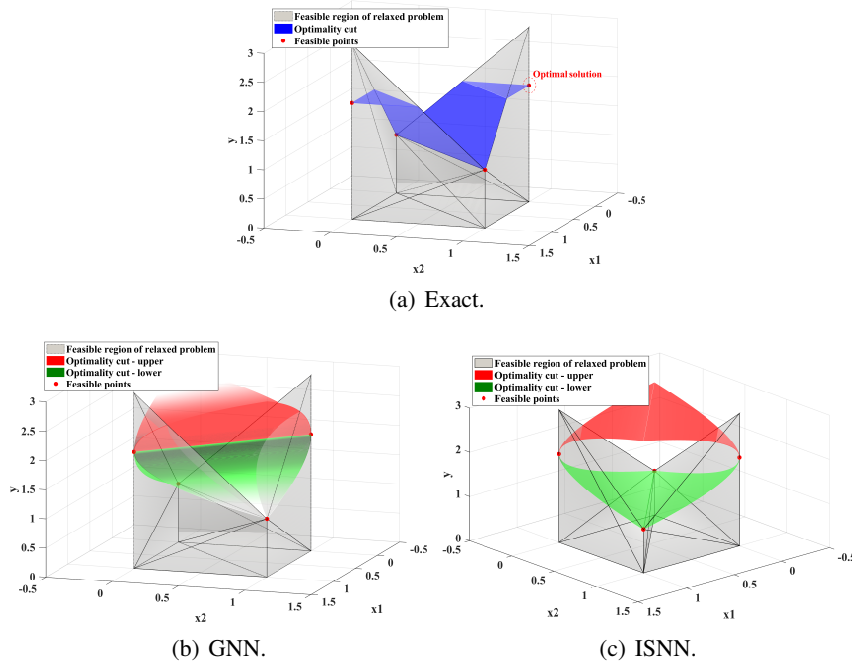 Feasible region of relaxed problem
Optimality cut
Feasible points
3
2.5
2
1.5
1
0.5
0
y
Optimal solution
-0.5
0
0.5
1
1.5
x2
-0.5
0
0.5
1
1.5
x1
(a) Exact.
Feasible region of relaxed problem
Optimality cut - upper
Optimality cut - lower
Feasible points
3
2.5
2
1.5
1
0.5
0
y
-0.5
0
0.5
1
1.5
x2
-0.5
0
0.5
1
1.5
x1
(b) GNN.
Feasible region of relaxed problem
Optimality cut - upper
Optimality cut - lower
Feasible points
3
2
1
0
y
-0.5
0
0.5
1
1.5
x2
-0.5
0
0.5
1
1.5
x1
(c) ISNN.